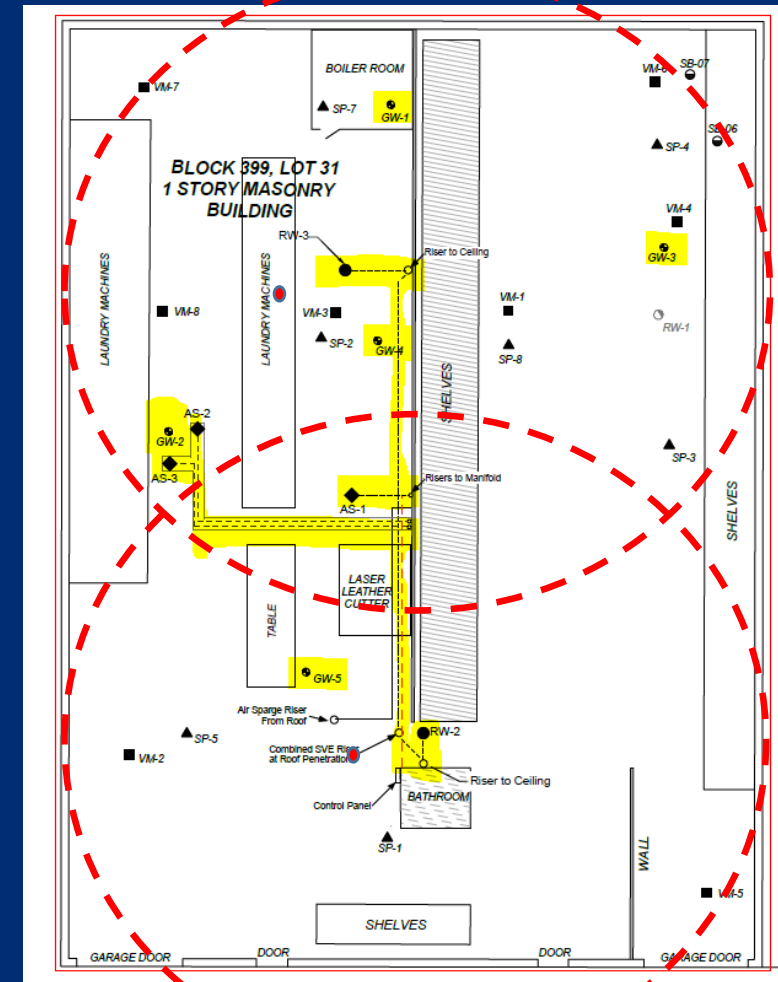 BOILER ROOM
VM-6
SB-07
VM-7
SP-7
GW-1
SB-06
SP-4
BLOCK 399, LOT 31
1 STORY MASONRY
BUILDING
VM-4
RW-3
Riser to Ceiling
GW-3
LAUNDRY MACHINES
LAUNDRY MACHINES
VM-8
VM-3
VM-1
RW-1
SP-2
GW-4
SP-8
SHELVES
AS-2
GW-2
SP-3
AS-3
Risers to Manifold
AS-1
SHELVES
LASER
LEATHER
CUTTER
TABLE
GW-5
Air Sparge Riser
From Roof
SP-5
RW-2
Combined SVE Riser
at Roof Penetration
VM-2
Riser to Ceiling
BATHROOM
Control Panel
SP-1
WALL
VM-5
SHELVES
GARAGE DOOR
DOOR
DOOR
GARAGE DOOR